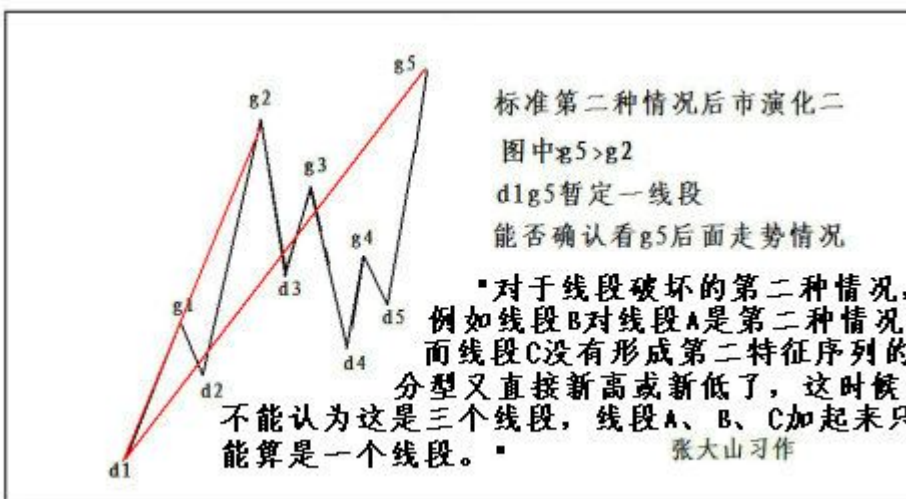 g5
g2
标准第二种情况后市演化二
图中g5>g2
g3
d1g5暂定一线段
g4
能否确认看g5后面走势情况
d3
"对于线段破坏的第二种情况,
g1
d5
例如线段B对线段A是第二种情况
d4
而线段C没有形成第二特征序列的
d2
分型又直接新高或新低了，这时候
不能认为这是三个线段，线段A、B、C加起来只
能算是一个线段。"
张大山习作
d1